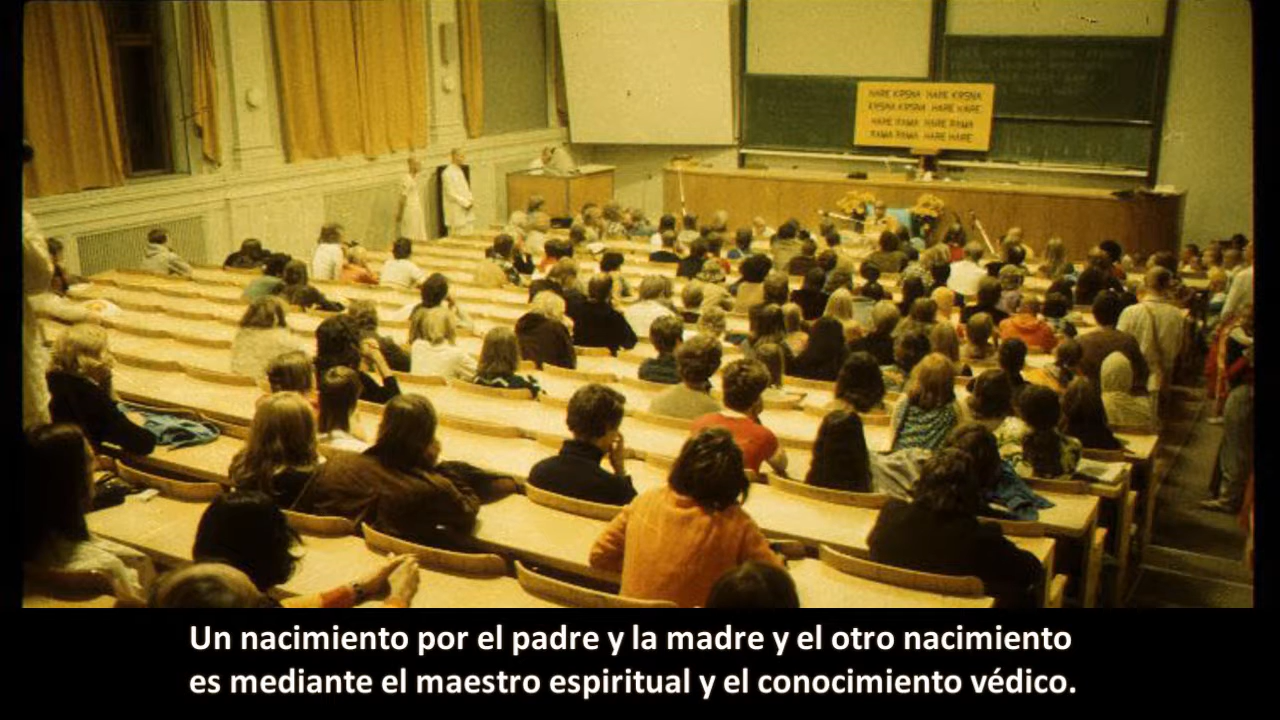 HARE KRSNA HARE KRSNA
KRSNA KRSNA HARE HARE
HARE RAMA HARE RAMA
RAMA RAMA HARE HARE
Un nacimiento por el padre y la madre y el otro nacimiento
es mediante el maestro espiritual y el conocimiento védico.